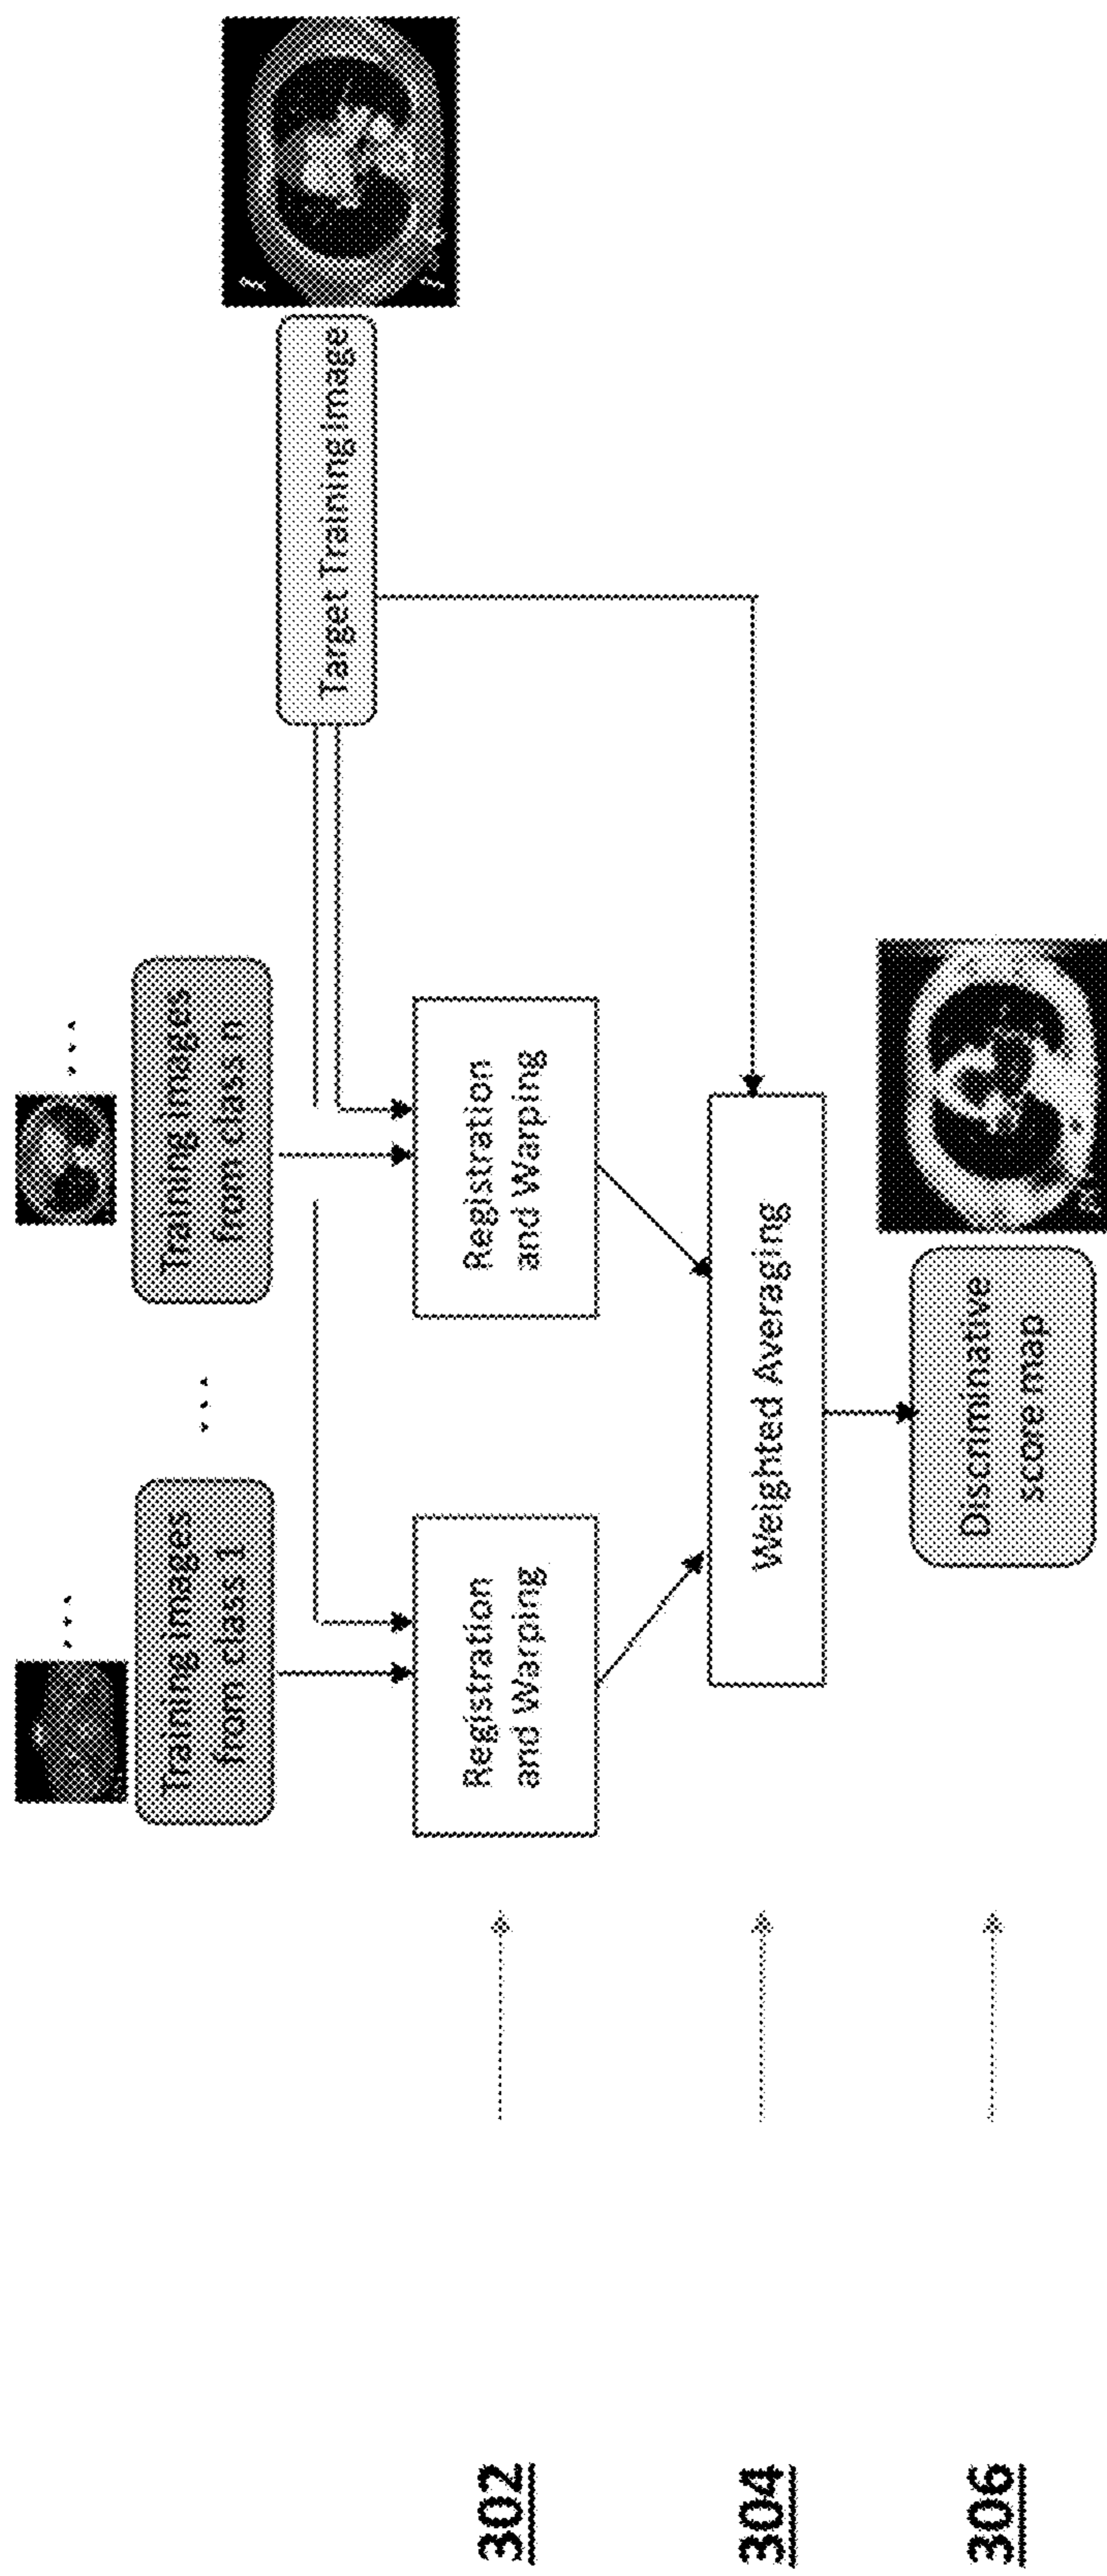 Training images
from class 1
...
Training images
from class n
...
...
Target Training image
302
Registration
and Warping
Registration
and Warping
304
Weighted Averaging
306
Discriminative
score map